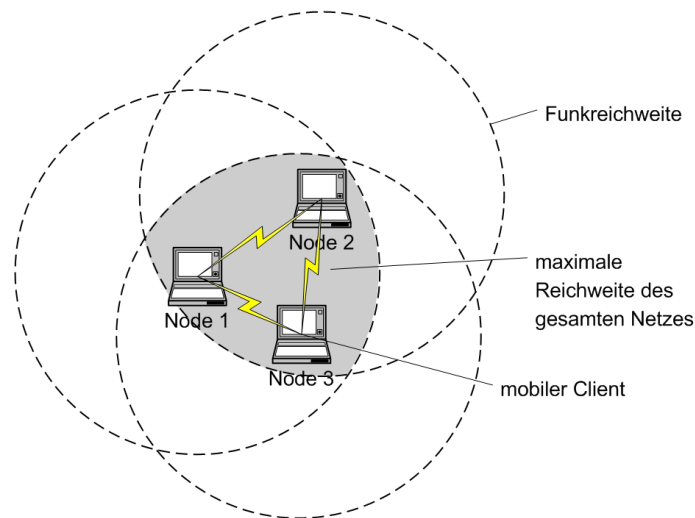 Funkreichweite
Node 2
maximale
Reichweite des
gesamten Netzes
Node 1
Node 3
mobiler Client